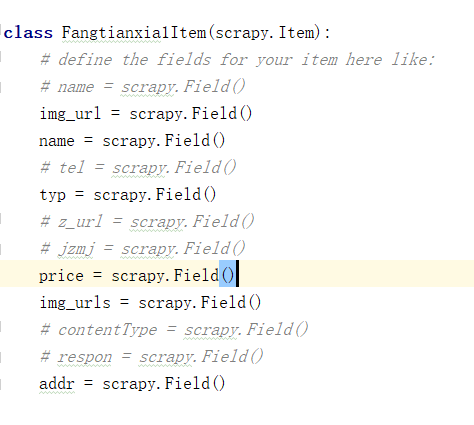 class Fangtianxia1Item(scrapy.Item):
# define the fields for your item here like:
# name = scrapy.Field()
img_url = scrapy.Field()
name = scrapy.Field()
# tel = scrapy.Field()
typ = scrapy.Field()
# z_url = scrapy.Field()
# jzmj = scrapy.Field()
price = scrapy.Field()
img_urls = scrapy.Field()
# contentType = scrapy.Field()
# respon = scrapy.Field()
addr = scrapy.Field()